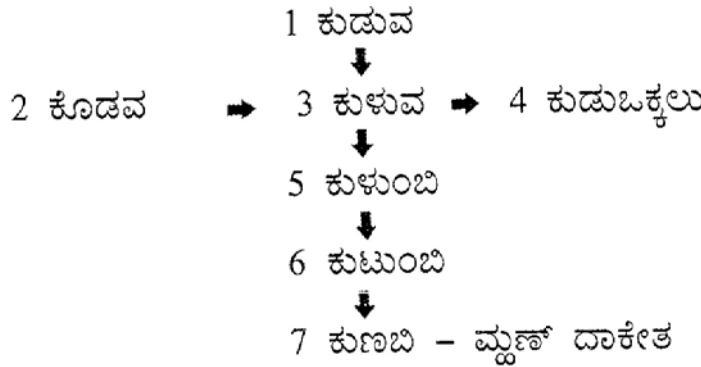 1 ಕುಡುವ
2 ಕೊಡವ 3 ಕುಳುವ 4 ಕುಡುಒಕ್ಕಲು
5 ಕುಳುಂಬಿ
6 ಕುಟುಂಬಿ
7 ಕುಣಬಿ – ಮ್ಹಣ್ ದಾಕೇತ